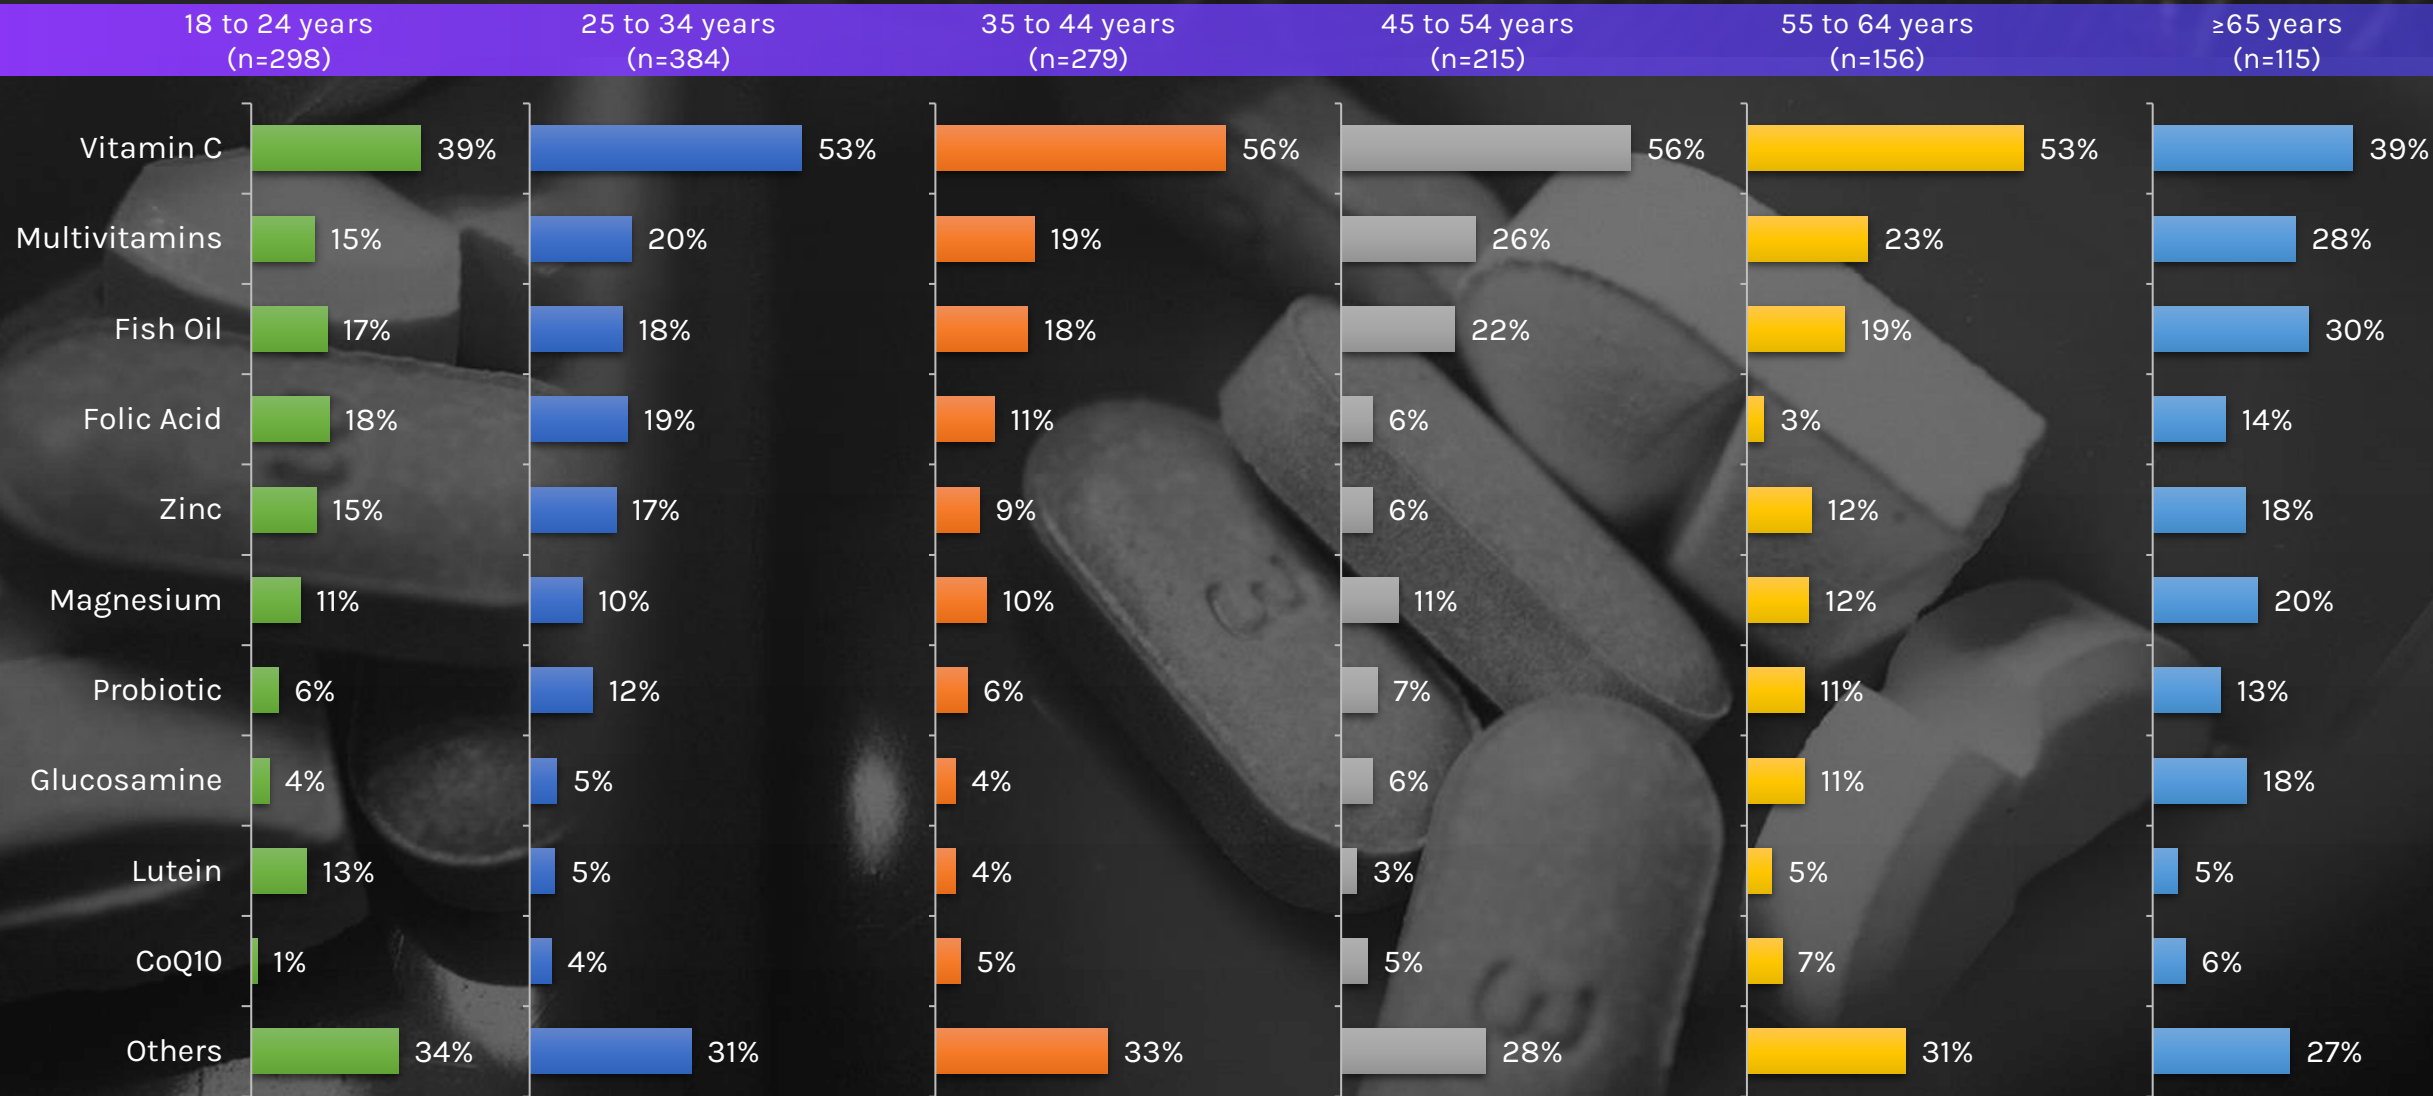 18 to 24 years
(n=298)
25 to 34 years
(n=384)
35 to 44 years
(n=279)
45 to 54 years
(n=215)
55 to 64 years
(n=156)
≥65 years
(n=115)
Vitamin C 39% 53% 56% 56% 53% 39%
Multivitamins 15% 20% 19% 26% 23% 28%
Fish Oil 17% 18% 18% 22% 19% 30%
Folic Acid 18% 19% 11% 6% 3% 14%
Zinc 15% 17% 9% 6% 12% 18%
Magnesium 11% 10% 10% 11% 12% 20%
Probiotic 6% 12% 6% 7% 11% 13%
Glucosamine 4% 5% 4% 6% 11% 18%
Lutein 13% 5% 4% 3% 5% 5%
CoQ10 1% 4% 5% 5% 7% 6%
Others 34% 31% 33% 28% 31% 27%